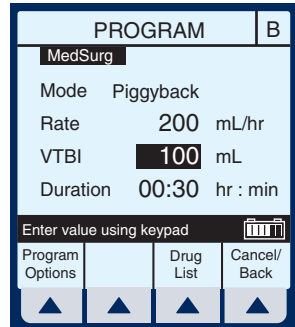 PROGRAM B
MedSurg
Mode Piggyback
Rate 200 mL/hr
VTBI 100 mL
Duration 00:30 hr : min
Enter value using keypad
Program Options
Drug List
Cancel/ Back